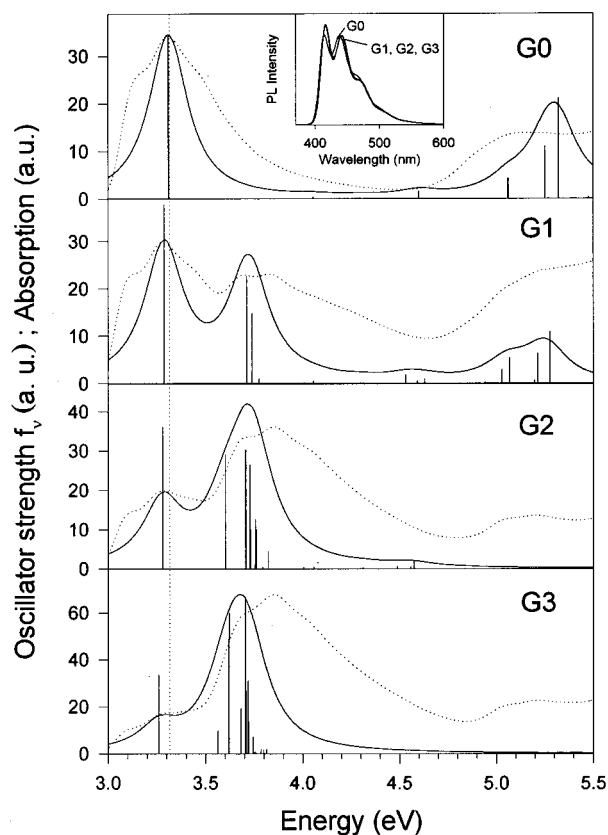 Oscillator strength fν (a. u.) ; Absorption (a.u.)
G0
30
20
10
0
PL Intensity
G0
G1, G2, G3
400 500 600
Wavelength (nm)
G1
30
20
10
0
G2
40
30
20
10
0
G3
60
40
20
0
3.0 3.5 4.0 4.5 5.0 5.5
Energy (eV)